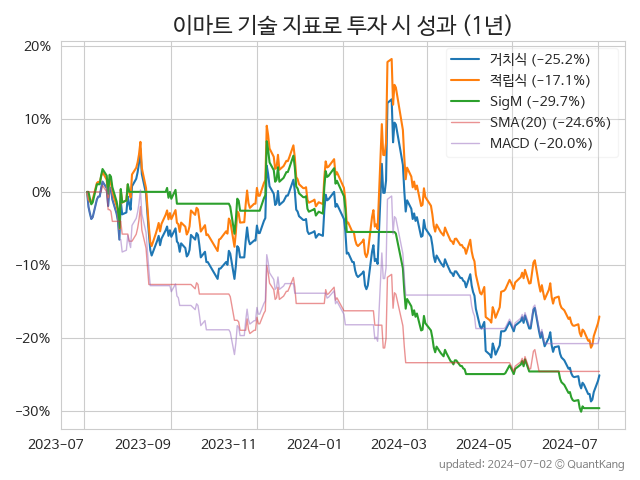 이마트 기술 지표로 투자 시 성과 (1년)
거치식 (−25.2%)
적립식 (−17.1%)
SigM (−29.7%)
SMA(20) (−24.6%)
MACD (−20.0%)
20%
10%
0%
−10%
−20%
−30%
2023-07 2023-09 2023-11 2024-01 2024-03 2024-05 2024-07
updated: 2024-07-02 © QuantKang